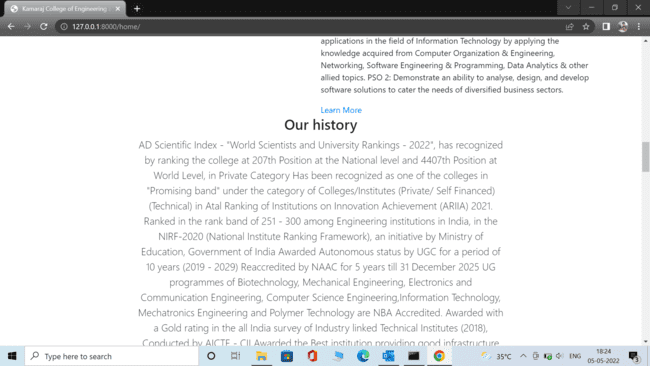 Kamaraj College of Engineering -
127.0.0.1:8000/home/
applications in the field of Information Technology by applying the
knowledge acquired from Computer Organization & Engineering,
Networking, Software Engineering & Programming, Data Analytics & other
allied topics. PSO 2: Demonstrate an ability to analyse, design, and develop
software solutions to cater the needs of diversified business sectors.
Learn More
Our history
AD Scientific Index - "World Scientists and University Rankings - 2022", has recognized
by ranking the college at 207th Position at the National level and 4407th Position at
World Level, in Private Category Has been recognized as one of the colleges in
"Promising band" under the category of Colleges/Institutes (Private/ Self Financed)
(Technical) in Atal Ranking of Institutions on Innovation Achievement (ARIIA) 2021.
Ranked in the rank band of 251 - 300 among Engineering institutions in India, in the
NIRF-2020 (National Institute Ranking Framework), an initiative by Ministry of
Education, Government of India Awarded Autonomous status by UGC for a period of
10 years (2019 - 2029) Reaccredited by NAAC for 5 years till 31 December 2025 UG
programmes of Biotechnology, Mechanical Engineering, Electronics and
Communication Engineering, Computer Science Engineering,Information Technology,
Mechatronics Engineering and Polymer Technology are NBA Accredited. Awarded with
a Gold rating in the all India survey of Industry linked Technical Institutes (2018),
Conducted by AICTE - CII Awarded the Best institution providing good infrastructure
Type here to search
35°C
ENG
18:24
05-05-2022